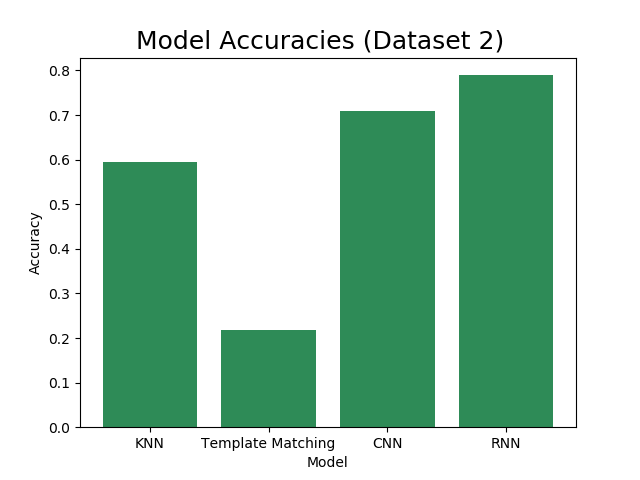 Model Accuracies (Dataset 2)
0.8
0.7
0.6
0.5
0.4
0.3
0.2
0.1
0.0
Accuracy
KNN Template Matching CNN RNN
Model